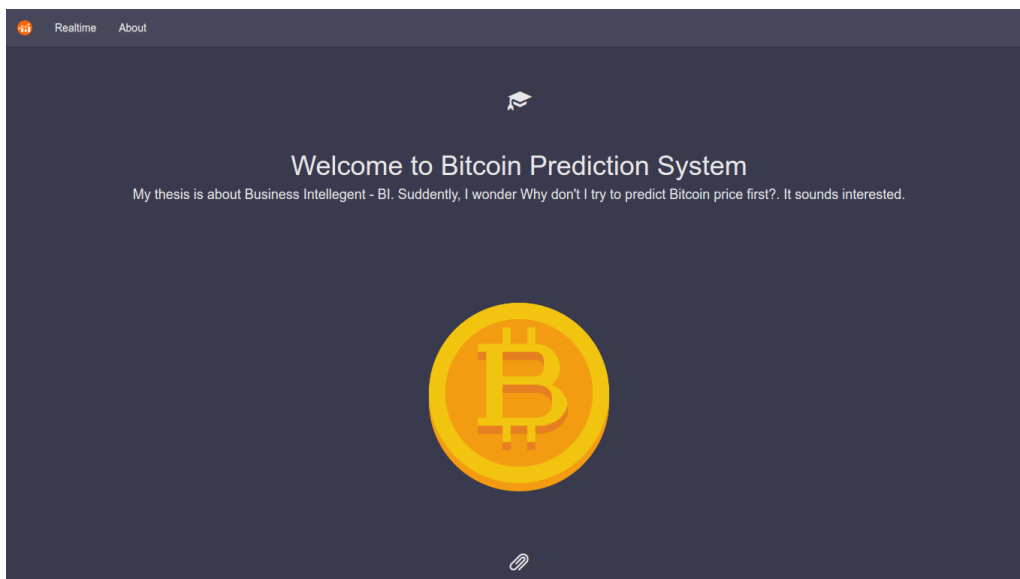 Realtime About
Welcome to Bitcoin Prediction System
My thesis is about Business Intellegent - BI. Suddently, I wonder Why don't I try to predict Bitcoin price first?. It sounds interested.